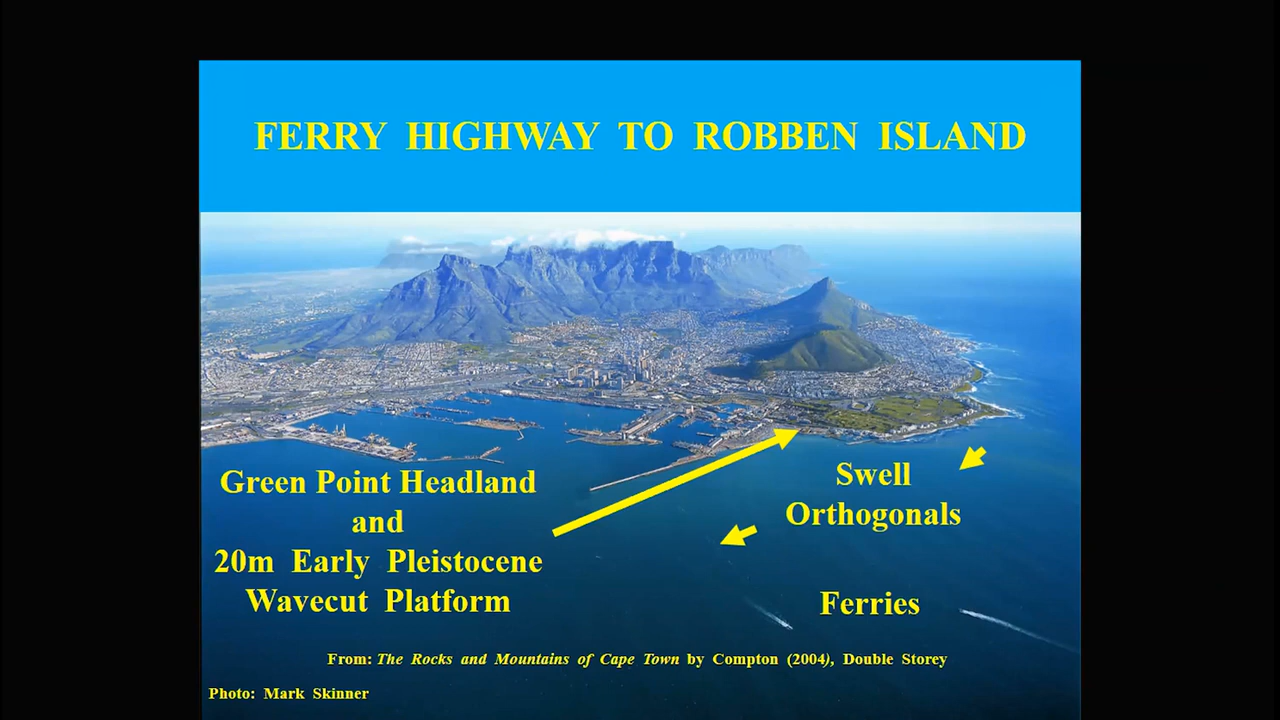 FERRY HIGHWAY TO ROBBEN ISLAND
Green Point Headland
and
20m Early Pleistocene
Wavecut Platform
Swell
Orthogonals
Ferries
From: The Rocks and Mountains of Cape Town by Compton (2004), Double Storey
Photo: Mark Skinner